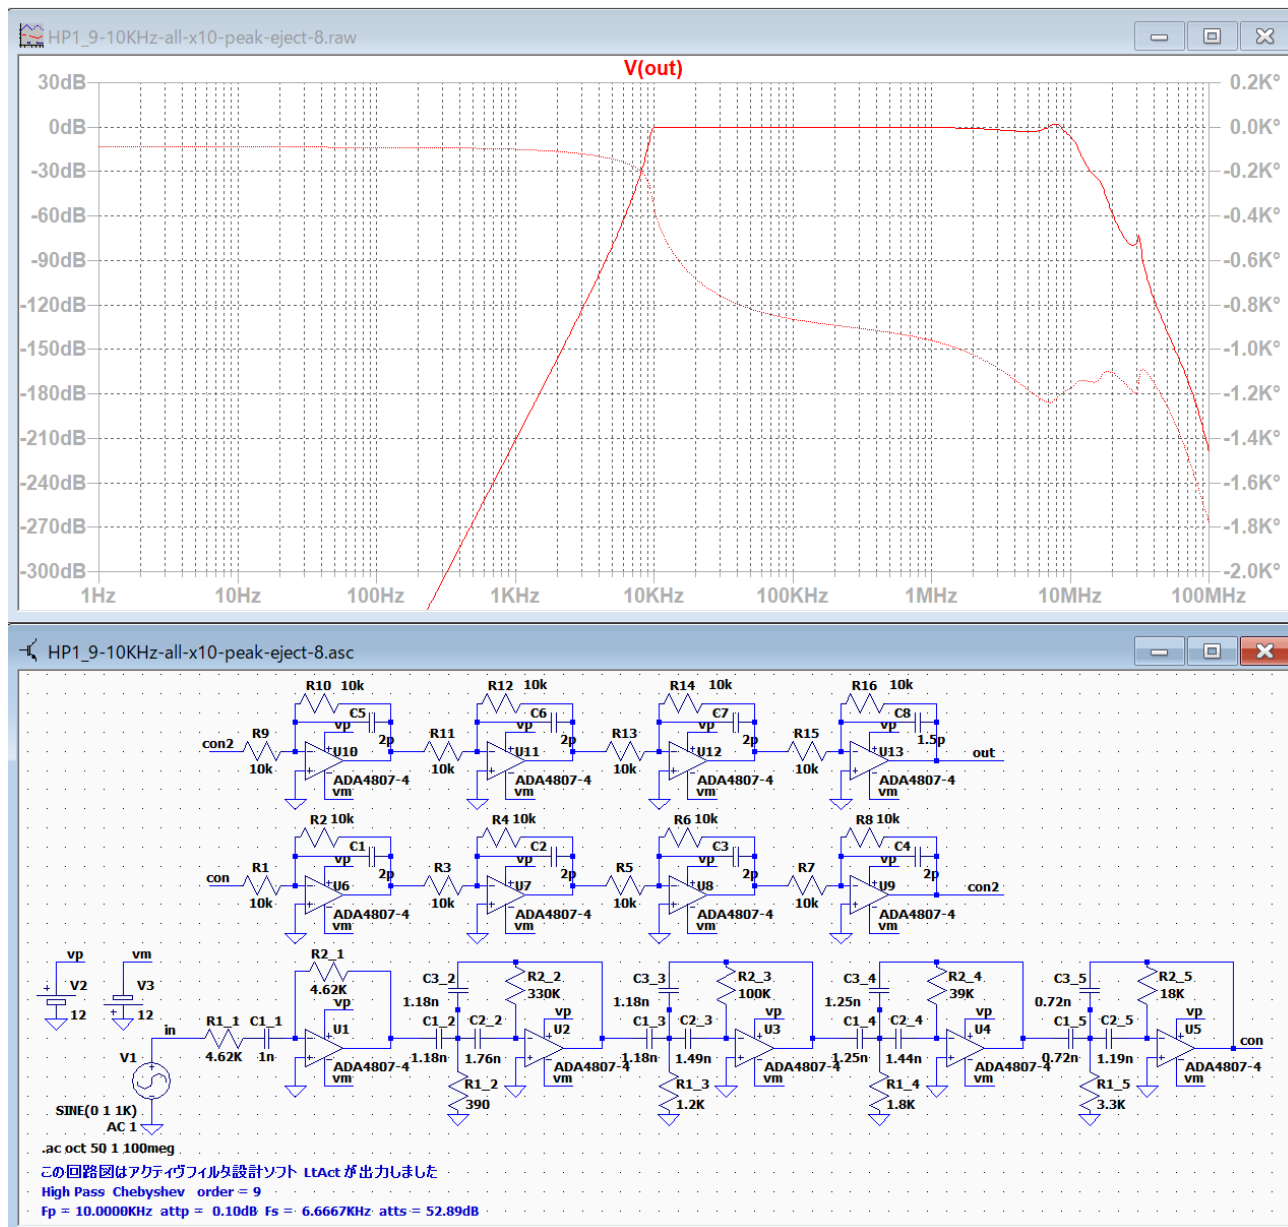 HP1_9-10KHz-all-x10-peak-eject-8.raw
V(out)
30dB 0.2K°
0dB 0.0K°
-30dB -0.2K°
-60dB -0.4K°
-90dB -0.6K°
-120dB -0.8K°
-150dB -1.0K°
-180dB -1.2K°
-210dB -1.4K°
-240dB -1.6K°
-270dB -1.8K°
-300dB -2.0K°
1Hz 10Hz 100Hz 1KHz 10KHz 100KHz 1MHz 10MHz 100MHz
HP1_9-10KHz-all-x10-peak-eject-8.asc
R10 10k R12 10k R14 10k R16 10k
C5 C6 C7 C8
R9 vp R11 vp R13 vp R15 vp
con2 2p 2p 2p 1.5p
U10 U11 U12 U13 out
10k 10k 10k 10k
ADA4807-4 ADA4807-4 ADA4807-4 ADA4807-4
vm vm vm vm
R2 10k R4 10k R6 10k R8 10k
C1 C2 C3 C4
R1 vp R3 vp R5 vp R7 vp
con 2p 2p 2p 2p
U6 U7 U8 U9 con2
10k 10k 10k 10k
ADA4807-4 ADA4807-4 ADA4807-4 ADA4807-4
vm vm vm vm
vp vm R2_1
4.62K
C3_2 R2_2 C3_3 R2_3 C3_4 R2_4 C3_5 R2_5
V2 V3 1.18n 330K 1.18n 100K 1.25n 39K 0.72n 18K
12 12 in R1_1 C1_1 vp C1_2 C2_2 vp C1_3 C2_3 vp C1_4 C2_4 vp C1_5 C2_5 vp
U1 U2 U3 U4 U5 con
V1 4.62K 1n 1.18n 1.76n 1.18n 1.49n 1.25n 1.44n 0.72n 1.19n
ADA4807-4 ADA4807-4 ADA4807-4 ADA4807-4 ADA4807-4
vm R1_2 vm R1_3 vm R1_4 vm R1_5 vm
390 1.2K 1.8K 3.3K
SINE(0 1 1K)
AC 1
.ac oct 50 1 100meg
この回路図はアクティヴフィルタ設計ソフト LtAct が出力しました
High Pass Chebyshev order = 9
Fp = 10.0000KHz attp = 0.10dB Fs = 6.6667KHz atts = 52.89dB